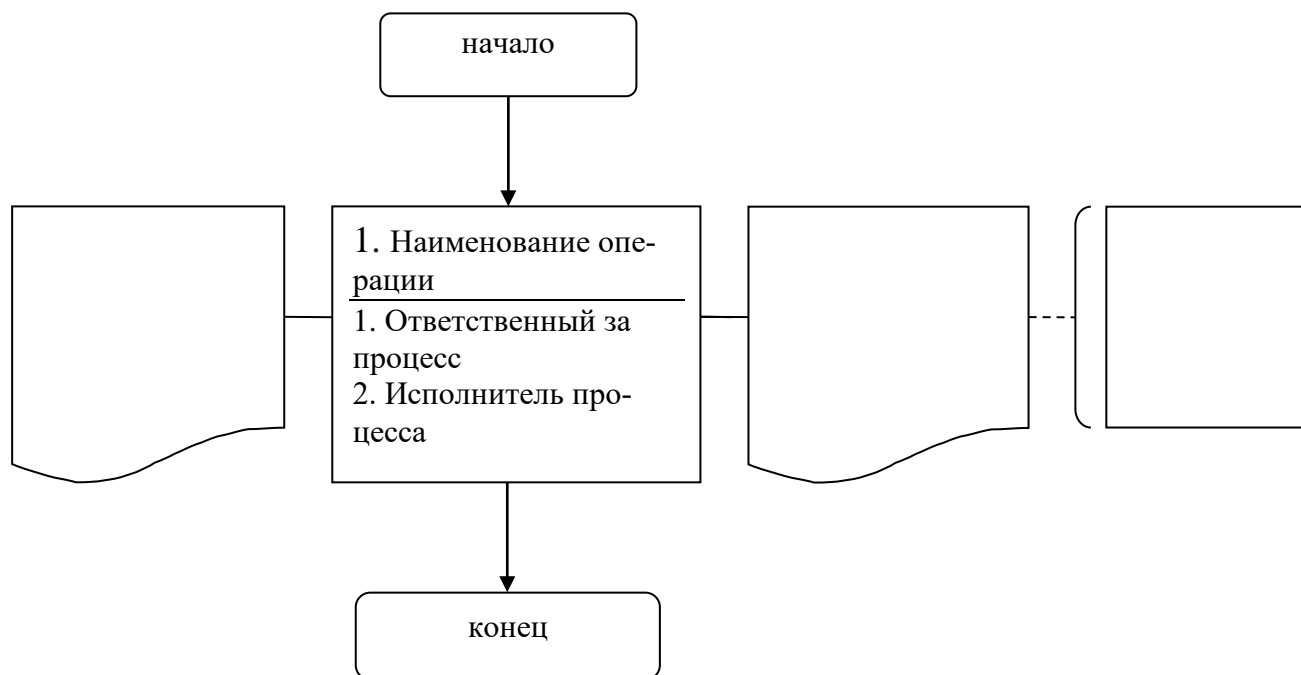 начало
1. Наименование опе-
рации
1. Ответственный за
процесс
2. Исполнитель про-
цесса
конец